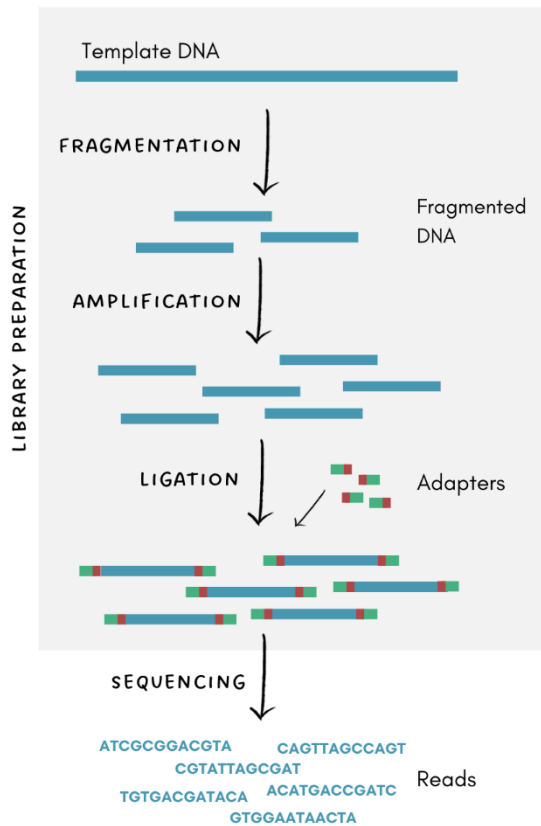 Template DNA
FRAGMENTATION
Fragmented
DNA
LIBRARY PREPARATION
AMPLIFICATION
LIGATION
Adapters
SEQUENCING
ATCGCGGACGTA
CAGTTAGCCAGT
CGTATTAGCGAT
Reads
TGTGACGATACA
ACATGACCGATC
GTGGAATAACTA